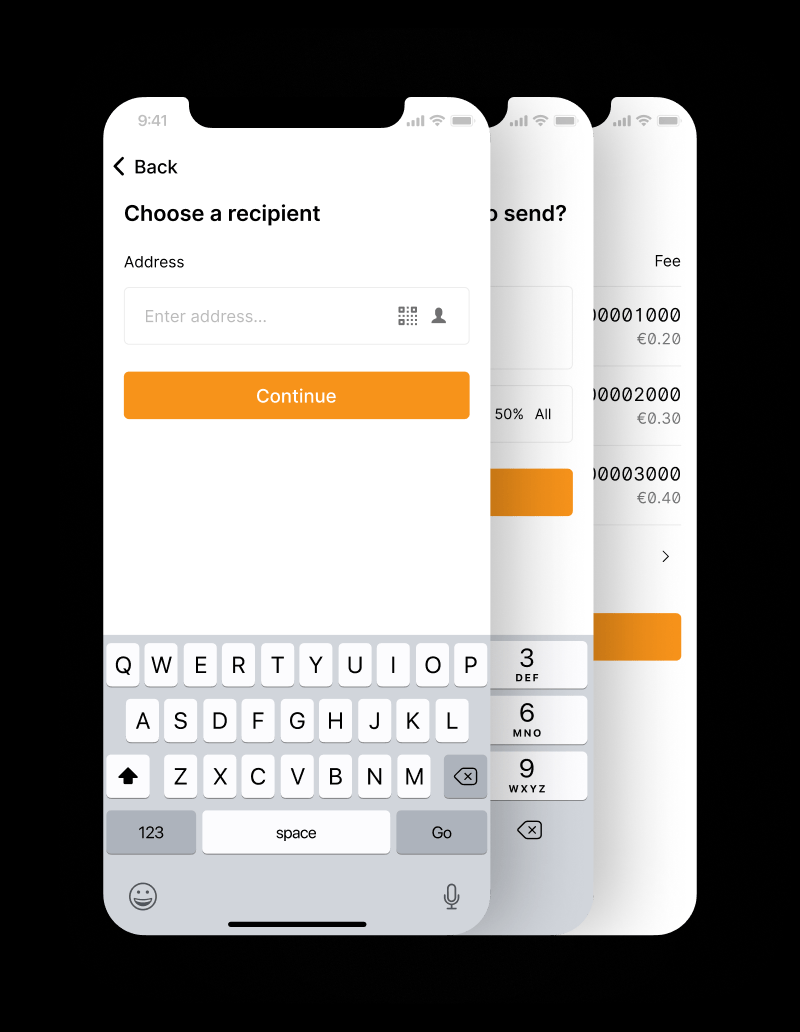 9:41
Back
Choose a recipient
Address
Enter address...
Continue
Q W E R T Y U I O P
A S D F G H J K L
Z X C V B N M
123 space Go
send?
50% All
3
DEF
6
MNO
9
WXYZ
Fee
00001000
€0.20
00002000
€0.30
00003000
€0.40